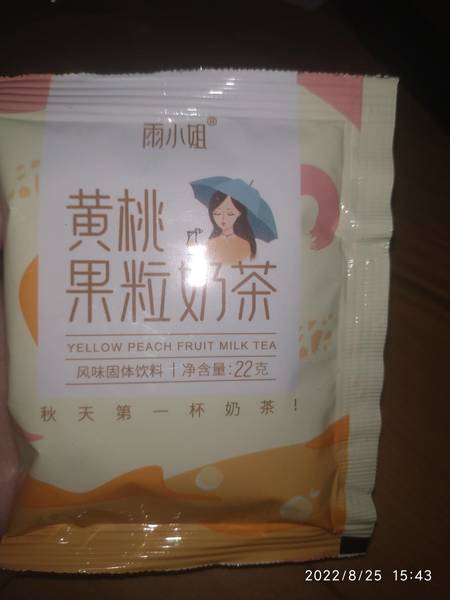 雨小姐®
黄桃
果粒奶茶
YELLOW PEACH FRUIT MILK TEA
风味固体饮料 | 净含量:22克
秋天第一杯奶茶!
2022/8/25 15:43